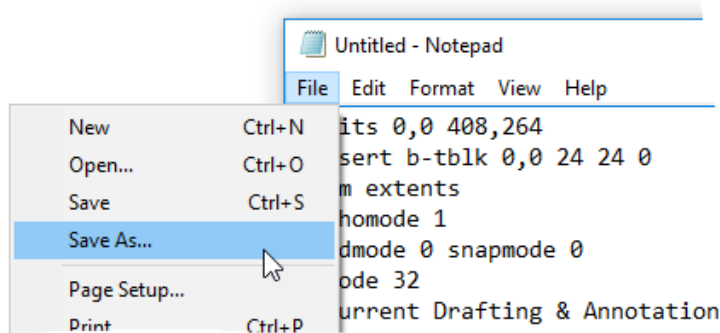 Untitled - Notepad
File Edit Format View Help
New Ctrl+N
Open... Ctrl+O
Save Ctrl+S
Save As...
Page Setup...
Print Ctrl+P
its 0,0 408,264
sert b-tblk 0,0 24 24 0
m extents
homode 1
dmode 0 snapmode 0
ode 32
urrent Drafting & Annotation